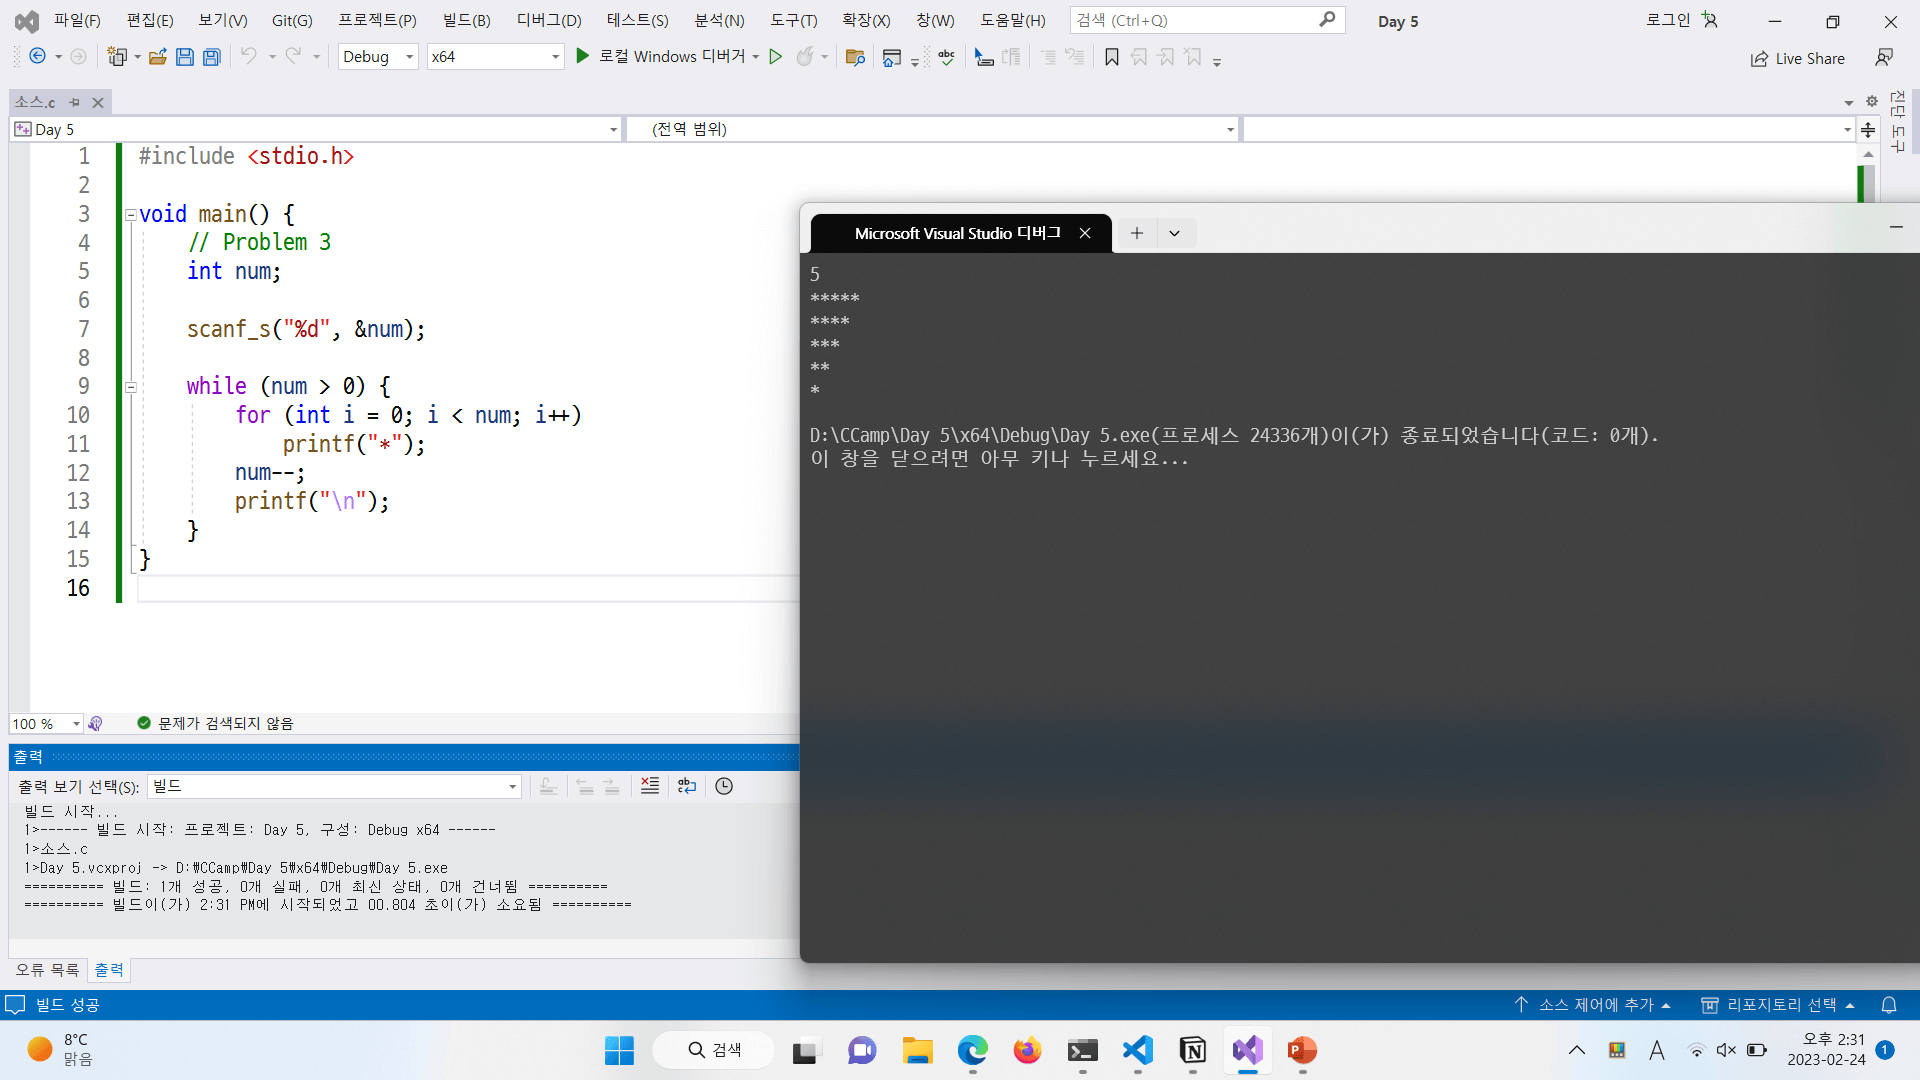 파일(F) 편집(E) 보기(V) Git(G) 프로젝트(P) 빌드(B) 디버그(D) 테스트(S) 분석(N) 도구(T) 확장(X) 창(W) 도움말(H) 검색 (Ctrl+Q) Day 5 로그인
Debug x64 로컬 Windows 디버거 abc Live Share
소스.c
진단 도구
Day 5 (전역 범위)
1 #include <stdio.h>
2
3 void main() {
4 // Problem 3
5 int num;
6
7 scanf_s("%d", &num);
8
9 while (num > 0) {
10 for (int i = 0; i < num; i++)
11 printf("*");
12 num--;
13 printf("\n");
14 }
15 }
16
Microsoft Visual Studio 디버그
5
*****
****
***
**
*
D:\CCamp\Day 5\x64\Debug\Day 5.exe(프로세스 24336개)이(가) 종료되었습니다(코드: 0개).
이 창을 닫으려면 아무 키나 누르세요...
100 % 문제가 검색되지 않음
출력
출력 보기 선택(S): 빌드
빌드 시작...
1>------ 빌드 시작: 프로젝트: Day 5, 구성: Debug x64 ------
1>소스.c
1>Day 5.vcxproj -> D:₩CCamp₩Day 5₩x64₩Debug₩Day 5.exe
========== 빌드: 1개 성공, 0개 실패, 0개 최신 상태, 0개 건너뜀 ==========
========== 빌드이(가) 2:31 PM에 시작되었고 00.804 초이(가) 소요됨 ==========
오류 목록 출력
빌드 성공 소스 제어에 추가 리포지토리 선택
8°C
맑음
검색
A
오후 2:31
2023-02-24
1